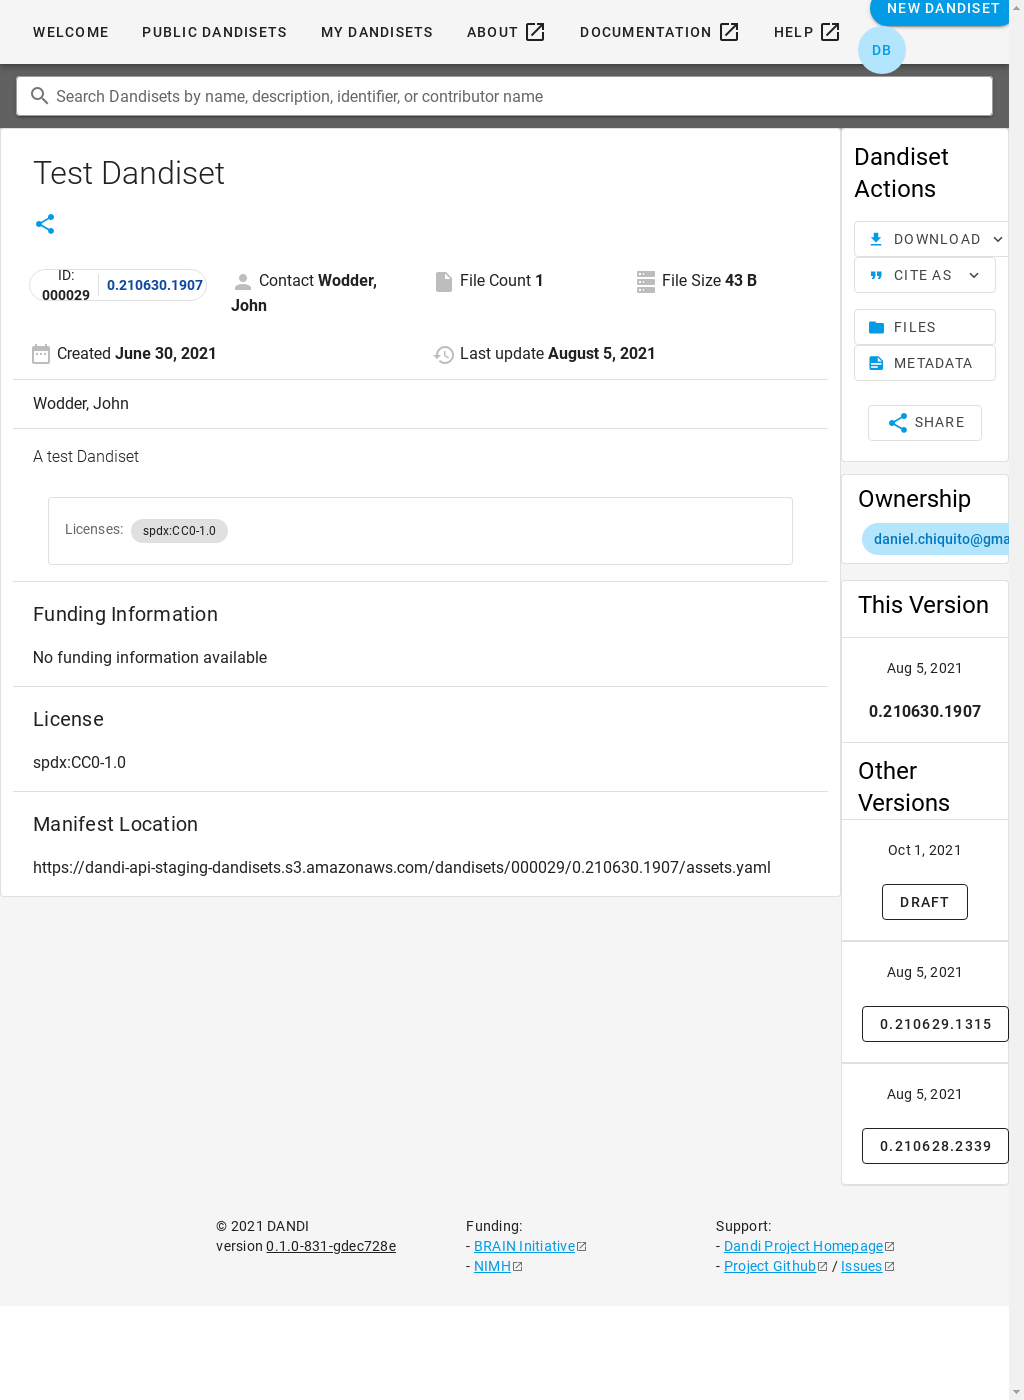 WELCOME
PUBLIC DANDISETS
MY DANDISETS
ABOUT
DOCUMENTATION
HELP
NEW DANDISET
DB
Search Dandisets by name, description, identifier, or contributor name
Test Dandiset
ID:
000029
0.210630.1907
Contact Wodder,
John
File Count 1
File Size 43 B
Created June 30, 2021
Last update August 5, 2021
Wodder, John
A test Dandiset
Licenses: spdx:CC0-1.0
Funding Information
No funding information available
License
spdx:CC0-1.0
Manifest Location
https://dandi-api-staging-dandisets.s3.amazonaws.com/dandisets/000029/0.210630.1907/assets.yaml
Dandiset
Actions
DOWNLOAD
CITE AS
FILES
METADATA
SHARE
Ownership
daniel.chiquito@gma
This Version
Aug 5, 2021
0.210630.1907
Other
Versions
Oct 1, 2021
DRAFT
Aug 5, 2021
0.210629.1315
Aug 5, 2021
0.210628.2339
© 2021 DANDI
version 0.1.0-831-gdec728e
Funding:
- BRAIN Initiative
- NIMH
Support:
- Dandi Project Homepage
- Project Github / Issues